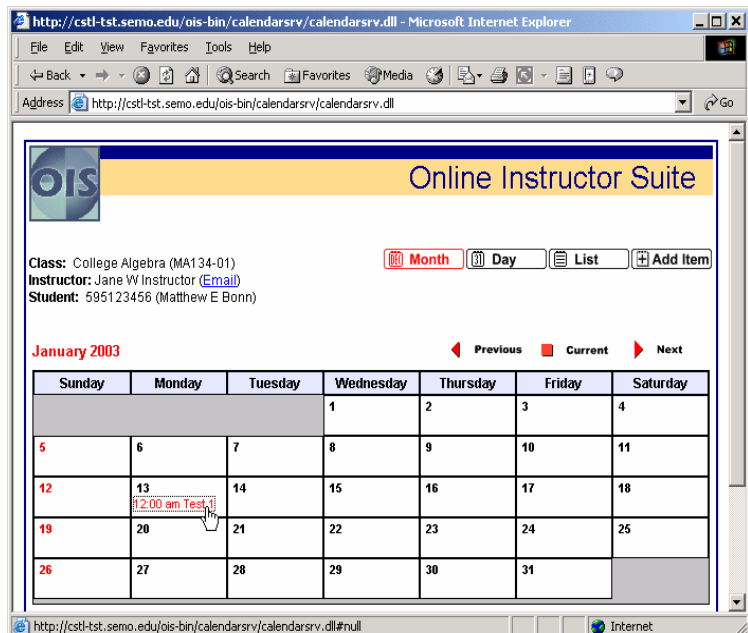 http://cstl-tst.semo.edu/ois-bin/calendarsrv/calendarsrv.dll - Microsoft Internet Explorer
File Edit View Favorites Tools Help
Back Search Favorites Media
Address http://cstl-tst.semo.edu/ois-bin/calendarsrv/calendarsrv.dll Go
OIS Online Instructor Suite
Class: College Algebra (MA134-01)
Instructor: Jane W Instructor (Email)
Student: 595123456 (Matthew E Bonn)
DEC Month 31 Day List Add Item
January 2003 Previous Current Next
Sunday Monday Tuesday Wednesday Thursday Friday Saturday
1 2 3 4
5 6 7 8 9 10 11
12 13 14 15 16 17 18
12:00 am Test 1
19 20 21 22 23 24 25
26 27 28 29 30 31
http://cstl-tst.semo.edu/ois-bin/calendarsrv/calendarsrv.dll#null Internet